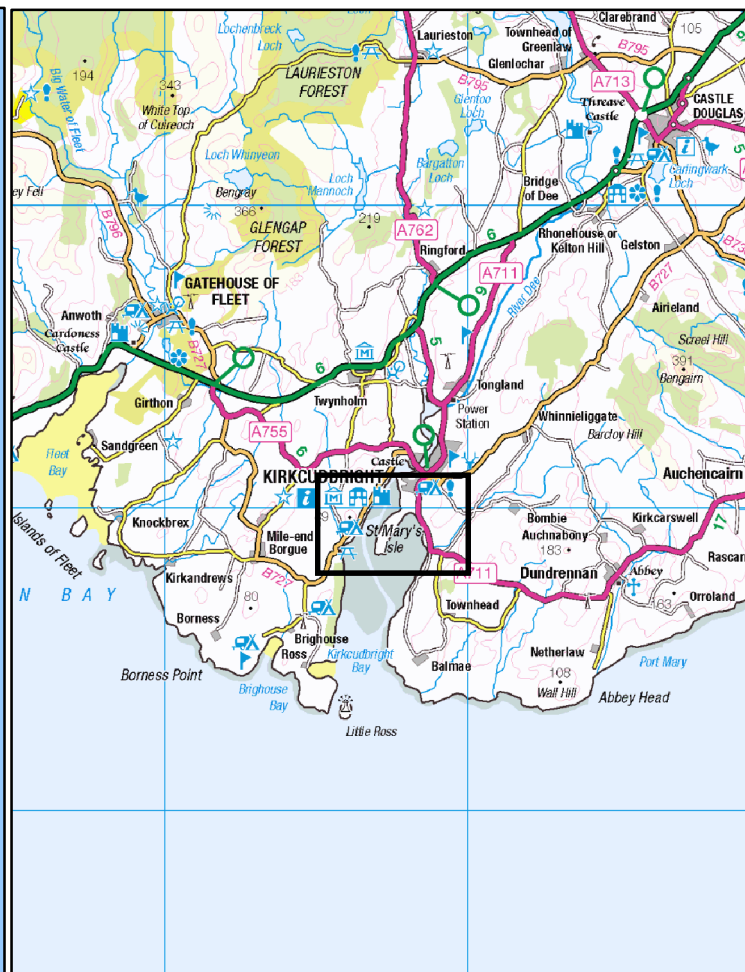 Lochenbreck
Loch
Laurieston
Clarebrand
105
Townhead of
Greenlaw
B795
Glenlochar
194
Big Water of Fleet
343
White Top
of Culreoch
LAURIESTON
FOREST
B795
Glentoo
Loch
A713
Threave
Castle
CASTLE
DOUGLAS
5
Loch Whinyeon
Loch
Mannoch
Bargatton
Loch
Carlingwark
Loch
ey Fell
Bengray
366
GLENGAP
FOREST
219
Bridge
of Dee
B796
A762
6
Rhonehouse or
Kelton Hill
Gelston
Ringford
A711
B727
GATEHOUSE OF
FLEET
9
River Dee
Anwoth
Cardoness
Castle
Airieland
Screel Hill
391
Bengairn
B727
6
M
5
Girthon
Twynholm
Tongland
Power
Station
Whinnieliggate
Barcloy Hill
A755
6
Fleet
Bay
Sandgreen
Castle
KIRKCUDBRIGHT
Auchencairn
Islands of Fleet
Knockbrex
i
M
St Mary's
Isle
Bombie
Auchnabony
183
Kirkcarswell
17
Mile-end
Borgue
Rascar
Kirkandrews
B727
A711
Dundrennan
Abbey
N BAY
80
Townhead
163
Orroland
Borness
Brighouse
Ross
Kirkcudbright
Bay
Balmae
Netherlaw
Port Mary
Borness Point
Brighouse
Bay
108
Wall Hill
Abbey Head
Little Ross